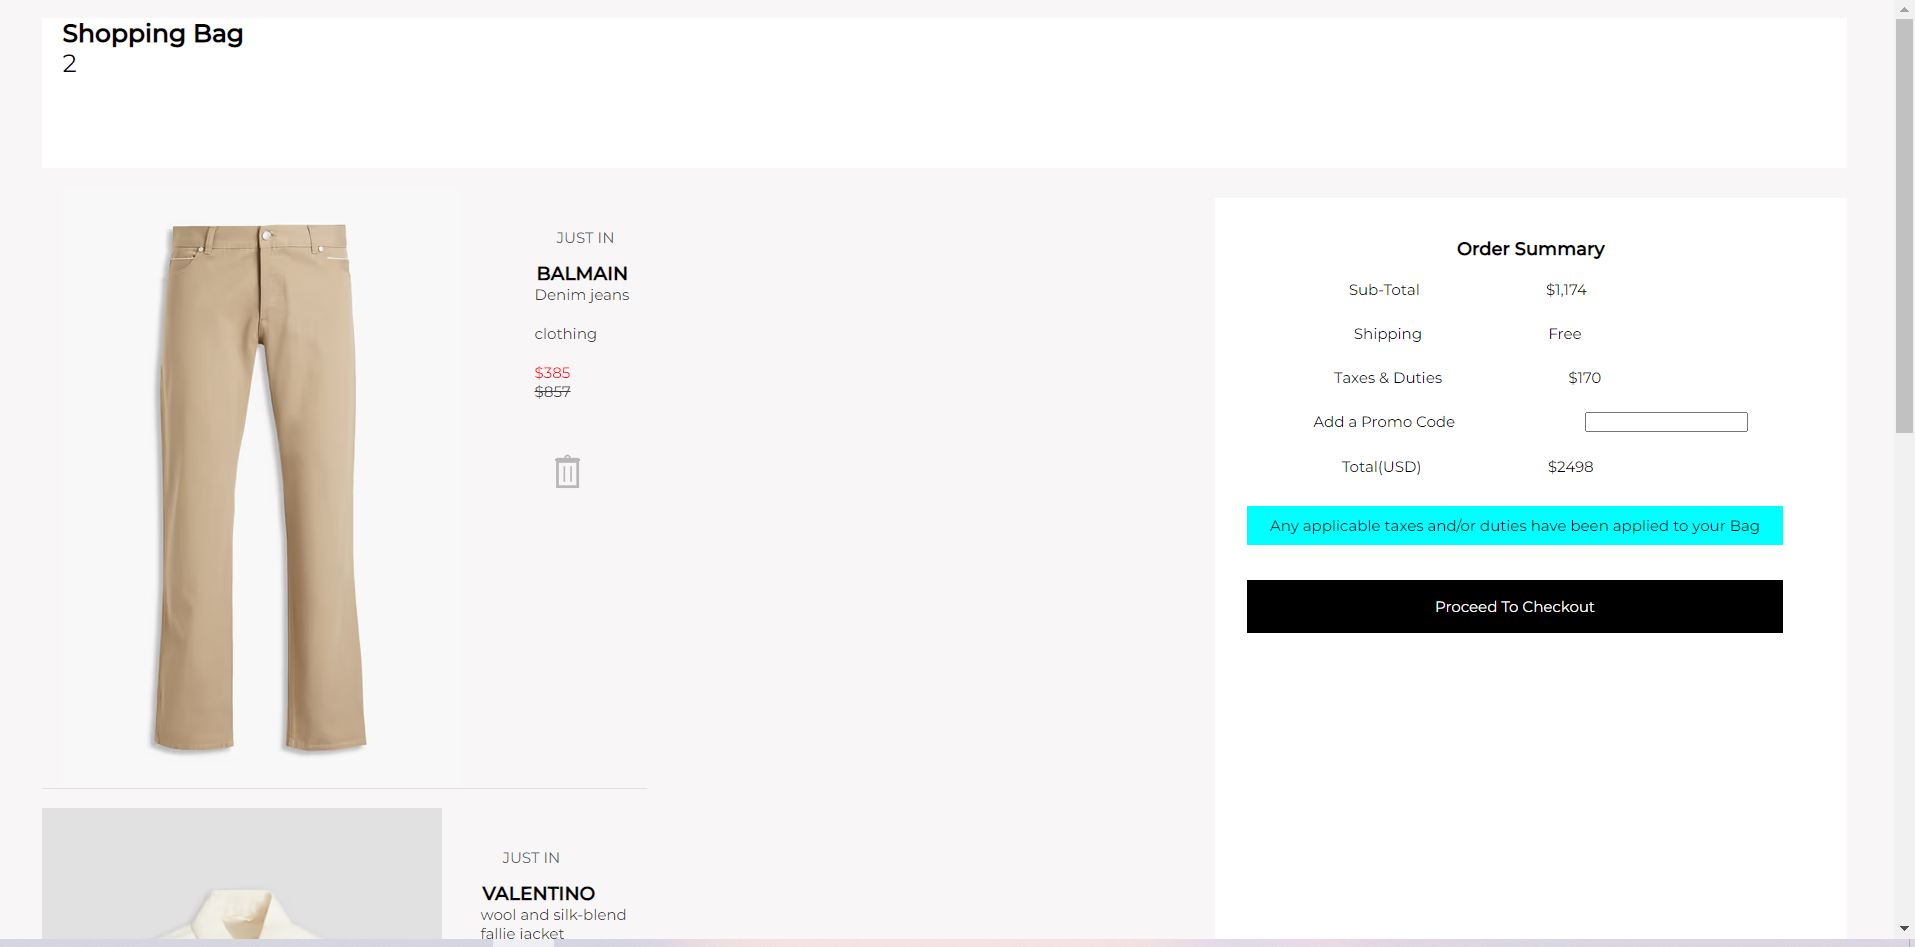 Shopping Bag
2
JUST IN
BALMAIN
Denim jeans
clothing
$385
$857
JUST IN
VALENTINO
wool and silk-blend
fallie jacket
Order Summary
Sub-Total $1,174
Shipping Free
Taxes & Duties $170
Add a Promo Code
Total(USD) $2498
Any applicable taxes and/or duties have been applied to your Bag
Proceed To Checkout